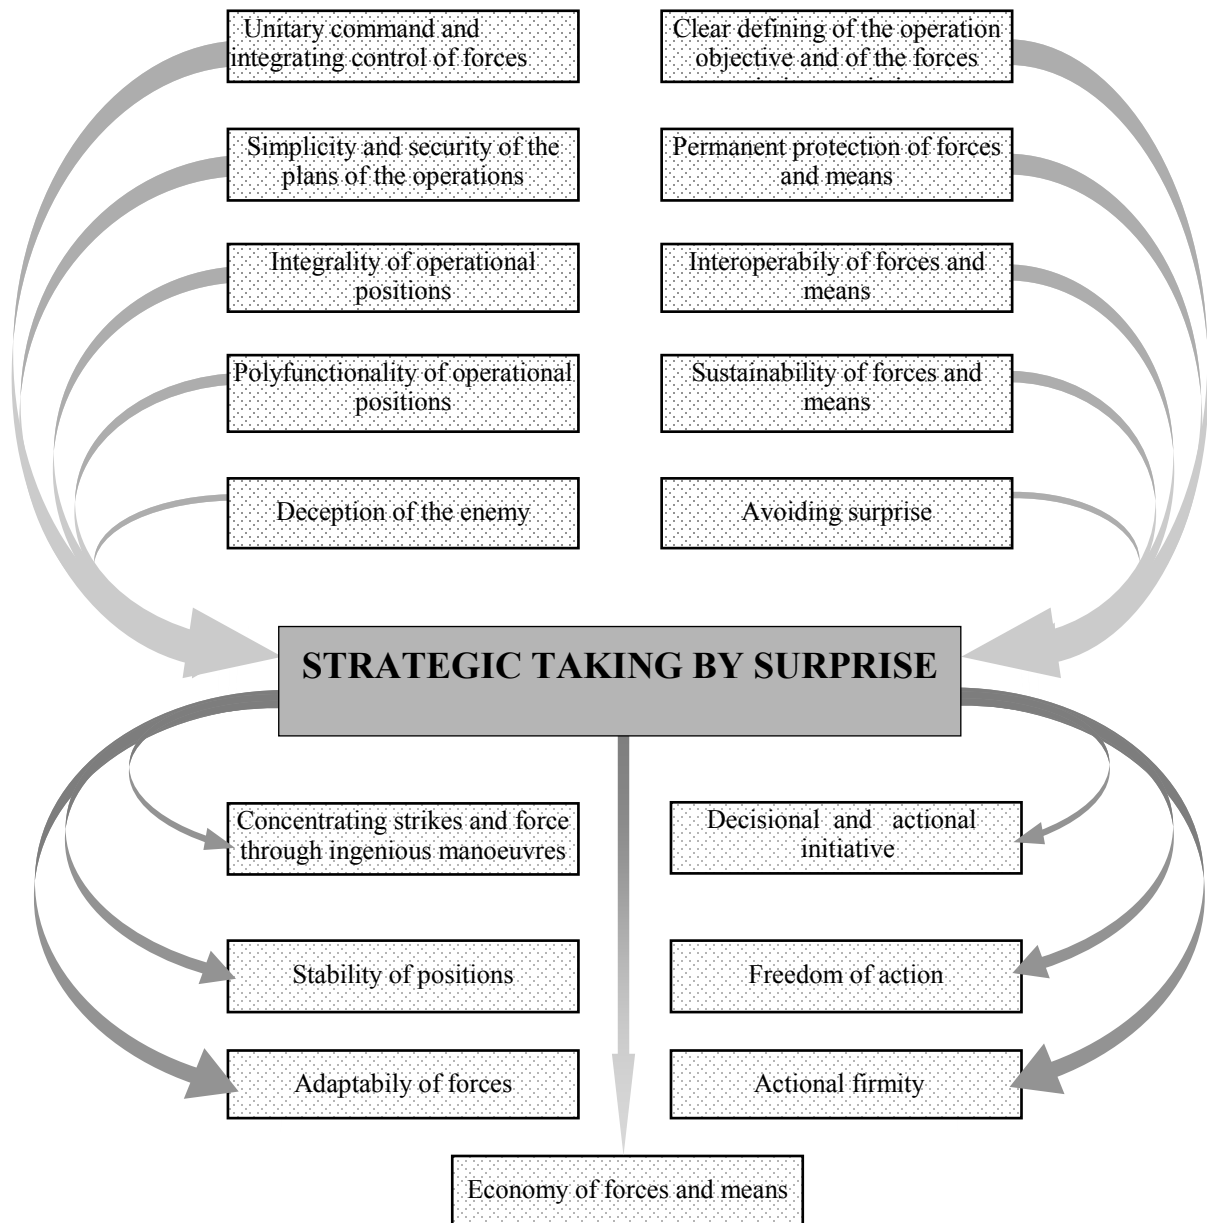 Unitary command and
integrating control of forces
Clear defining of the operation
objective and of the forces
Simplicity and security of the
plans of the operations
Permanent protection of forces
and means
Integrality of operational
positions
Interoperabily of forces and
means
Polyfunctionality of operational
positions
Sustainability of forces and
means
Deception of the enemy
Avoiding surprise
STRATEGIC TAKING BY SURPRISE
Concentrating strikes and force
through ingenious manoeuvres
Decisional and actional
initiative
Stability of positions
Freedom of action
Adaptabily of forces
Actional firmity
Economy of forces and means